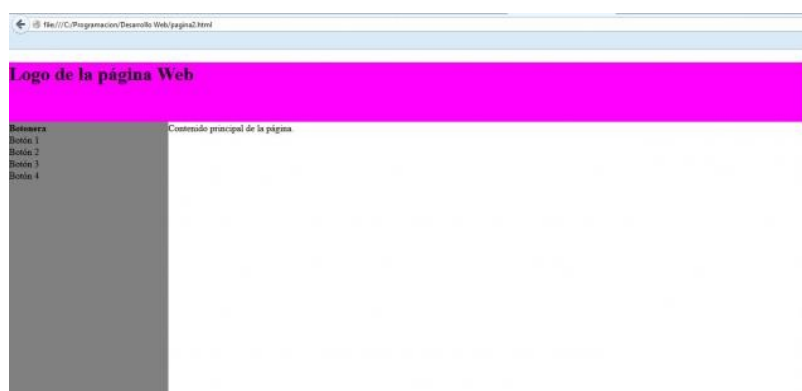 file:///C:/Programacion/Desarrollo Web/pagina2.html
Logo de la página Web
Botonera
Botón 1
Botón 2
Botón 3
Botón 4
Contenido principal de la página.